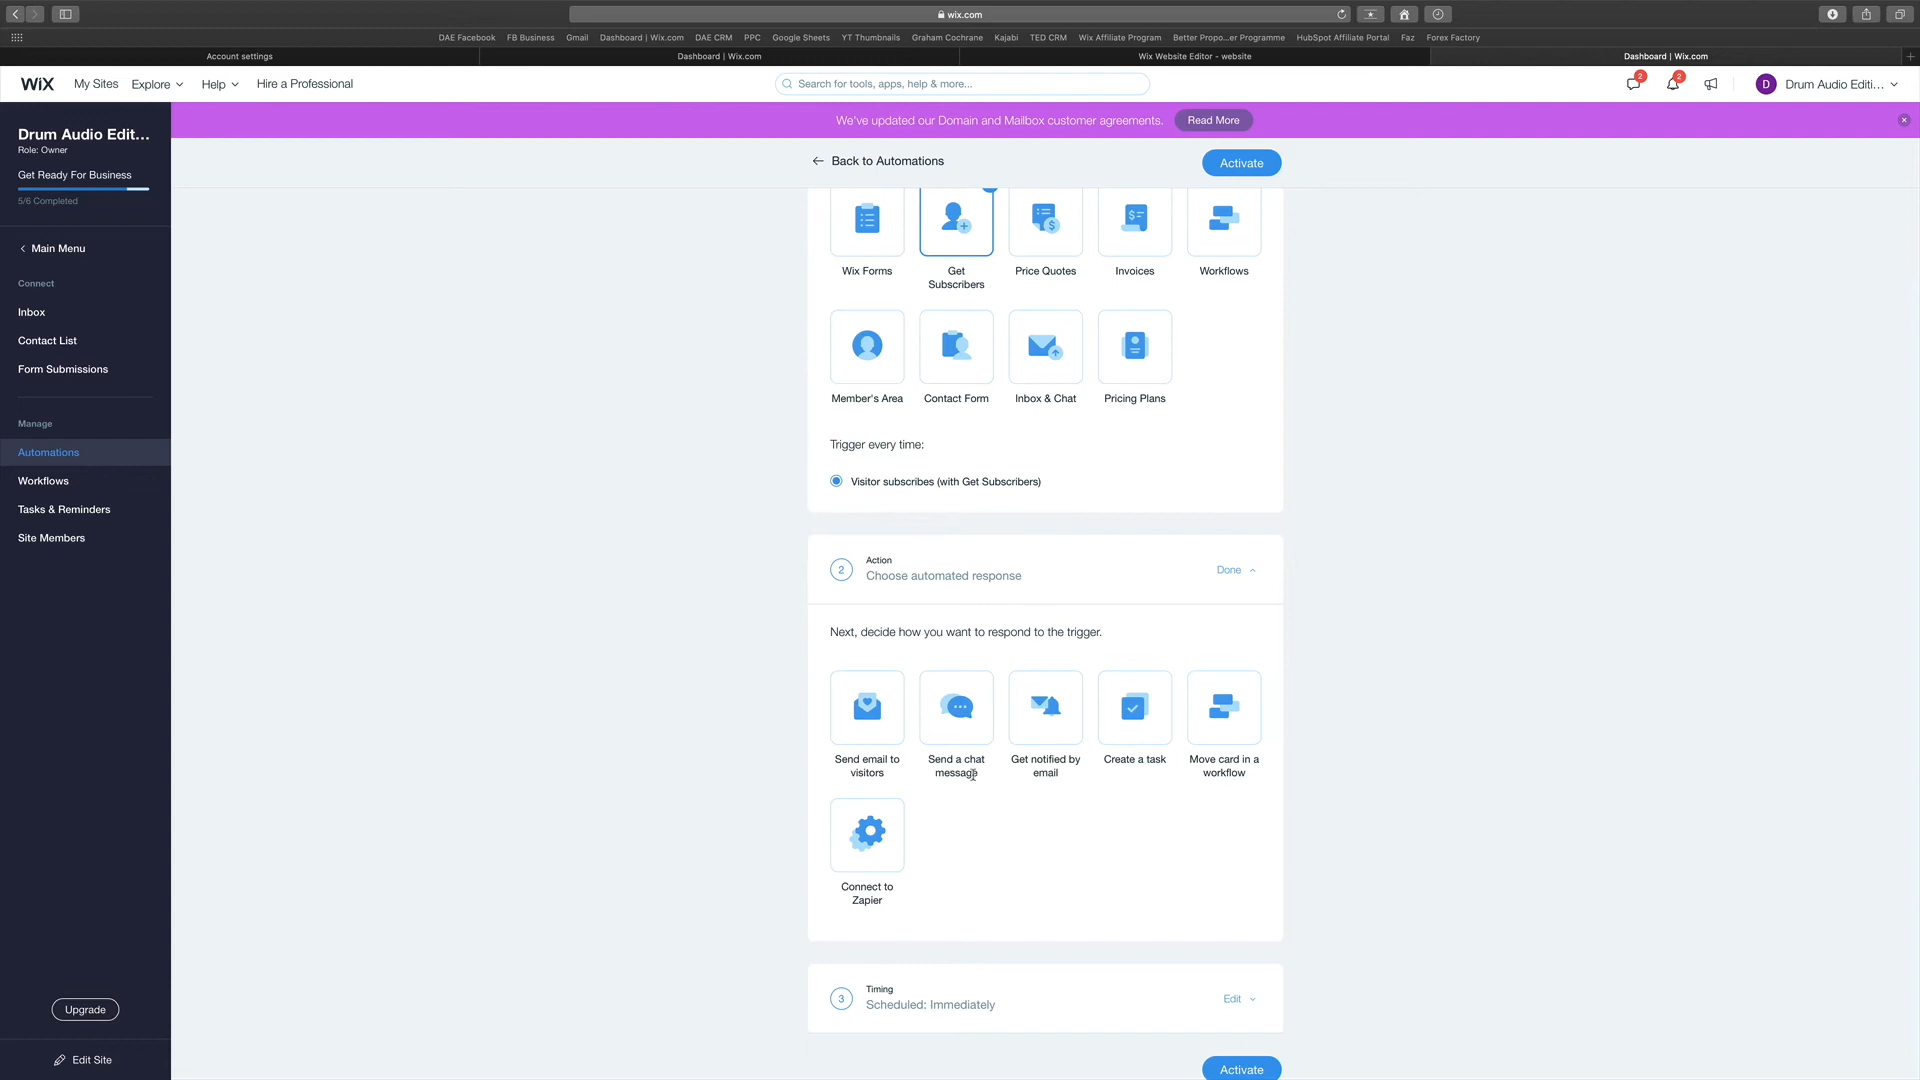 wix.com
DAE Facebook FB Business Gmail Dashboard | Wix.com DAE CRM PPC Google Sheets YT Thumbnails Graham Cochrane Kajabi TED CRM Wix Affiliate Program Better Propo...er Programme HubSpot Affiliate Portal Faz Forex Factory
Account settings Dashboard | Wix.com Wix Website Editor - website Dashboard | Wix.com
WiX My Sites Explore Help Hire a Professional Search for tools, apps, help & more... 2 2 D Drum Audio Editi...
We've updated our Domain and Mailbox customer agreements. Read More
Drum Audio Edit...
Role: Owner
Get Ready For Business
5/6 Completed
Main Menu
Connect
Inbox
Contact List
Form Submissions
Manage
Automations
Workflows
Tasks & Reminders
Site Members
Upgrade
Edit Site
Back to Automations Activate
Wix Forms Get Price Quotes Invoices Workflows
Subscribers
Member's Area Contact Form Inbox & Chat Pricing Plans
Trigger every time:
Visitor subscribes (with Get Subscribers)
2 Action Done
Choose automated response
Next, decide how you want to respond to the trigger.
Send email to Send a chat Get notified by Create a task Move card in a
visitors message email workflow
Connect to
Zapier
3 Timing Edit
Scheduled: Immediately
Activate